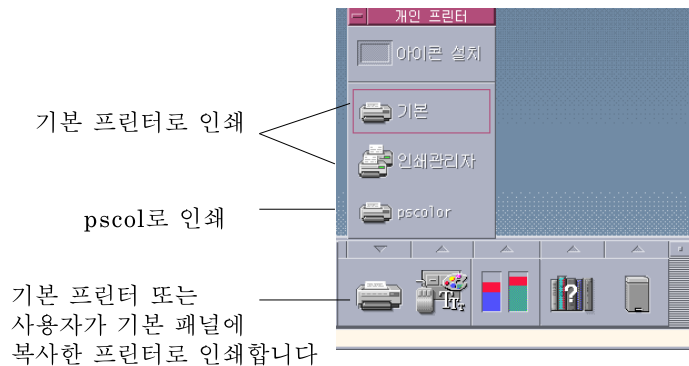 개인 프린터
아이콘 설치
기본 프린터로 인쇄
기본
인쇄관리자
pscol로 인쇄
pscolor
기본 프린터 또는
사용자가 기본 패널에
복사한 프린터로 인쇄합니다